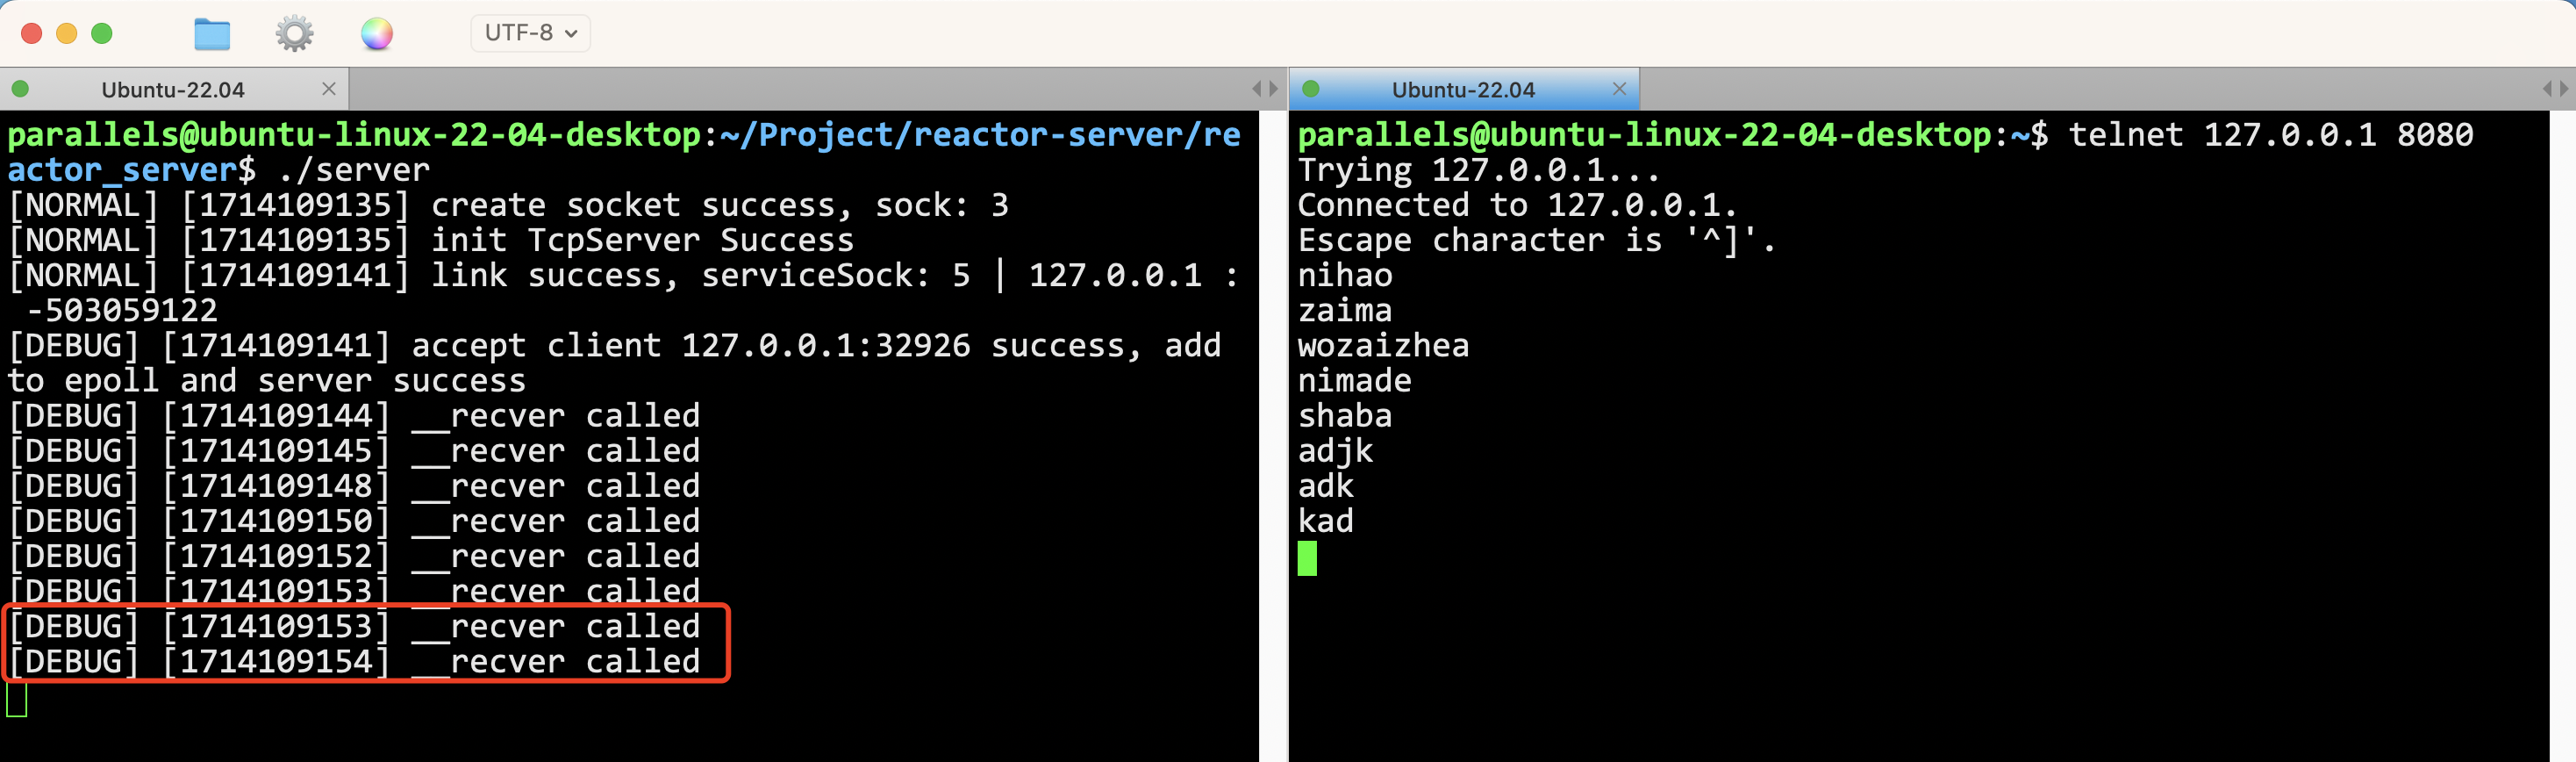 UTF-8
Ubuntu-22.04
parallels@ubuntu-linux-22-04-desktop:~/Project/reactor-server/re
actor_server$ ./server
[NORMAL] [1714109135] create socket success, sock: 3
[NORMAL] [1714109135] init TcpServer Success
[NORMAL] [1714109141] link success, serviceSock: 5 | 127.0.0.1 :
 -503059122
[DEBUG] [1714109141] accept client 127.0.0.1:32926 success, add
to epoll and server success
[DEBUG] [1714109144] __recver called
[DEBUG] [1714109145] __recver called
[DEBUG] [1714109148] __recver called
[DEBUG] [1714109150] __recver called
[DEBUG] [1714109152] __recver called
[DEBUG] [1714109153] __recver called
[DEBUG] [1714109153] __recver called
[DEBUG] [1714109154] __recver called
Ubuntu-22.04
parallels@ubuntu-linux-22-04-desktop:~$ telnet 127.0.0.1 8080
Trying 127.0.0.1...
Connected to 127.0.0.1.
Escape character is '^]'.
nihao
zaima
wozaizhea
nimade
shaba
adjk
adk
kad